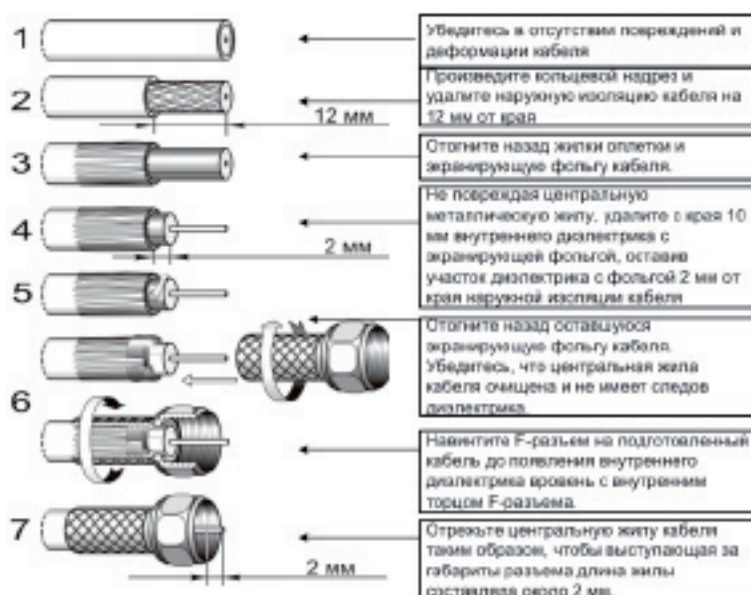 1
Убедитесь в отсутствии повреждений и
деформации кабеля
2
12 мм
Произведите кольцевой надрез и
удалите наружную изоляцию кабеля на
12 мм от края
3
Отогните назад жилки оплетки и
экранирующую фольгу кабеля.
4
2 мм
Не повреждая центральную
металлическую жилу, удалите с края 10
мм внутреннего диэлектрика с
экранирующей фольгой, оставив
участок диэлектрика с фольгой 2 мм от
края наружной изоляции кабеля
5
Отогните назад оставшуюся
экранирующую фольгу кабеля.
Убедитесь, что центральная жила
кабеля очищена и не имеет следов
диэлектрика.
6
Навинтите F-разъем на подготовленный
кабель до появления внутреннего
диэлектрика вровень с внутренним
торцом F-разъема.
7
2 мм
Отрежьте центральную жилу кабеля
таким образом, чтобы выступающая за
габариты разъема длина жилы
составляла около 2 мм.